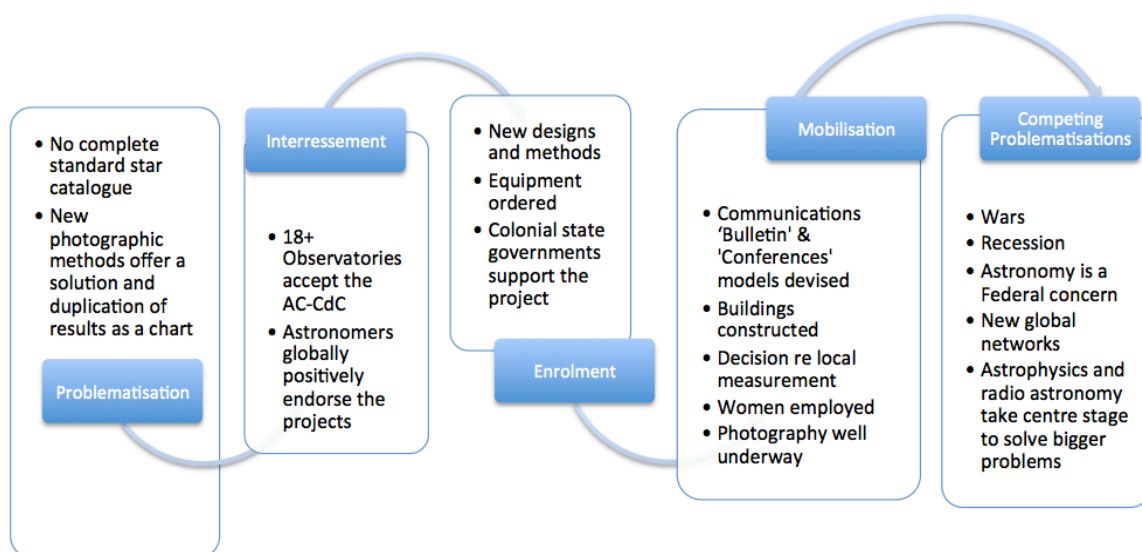 • No complete
standard star
catalogue
• New
photographic
methods offer a
solution and
duplication of
results as a chart
Problematisation
Interressement
• 18+
Observatories
accept the
AC-CdC
• Astronomers
globally
positively
endorse the
projects
• New designs
and methods
• Equipment
ordered
• Colonial state
governments
support the
project
Enrolment
Mobilisation
• Communications
‘Bulletin' &
'Conferences'
models devised
• Buildings
constructed
• Decision re local
measurement
• Women employed
• Photography well
underway
Competing
Problematisations
• Wars
• Recession
• Astronomy is a
Federal concern
• New global
networks
• Astrophysics and
radio astronomy
take centre stage
to solve bigger
problems